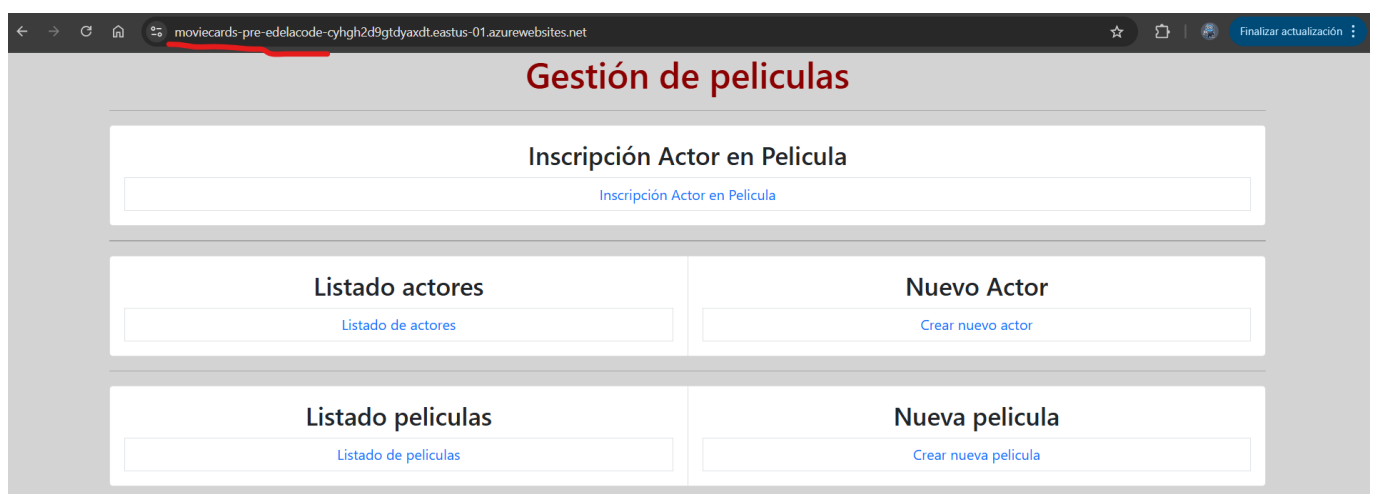 moviecards-pre-edelacode-cyhgh2d9gtdyaxdt.eastus-01.azurewebsites.net
Finalizar actualización
Gestión de peliculas
Inscripción Actor en Pelicula
Inscripción Actor en Pelicula
Listado actores
Nuevo Actor
Listado de actores
Crear nuevo actor
Listado peliculas
Nueva pelicula
Listado de peliculas
Crear nueva pelicula